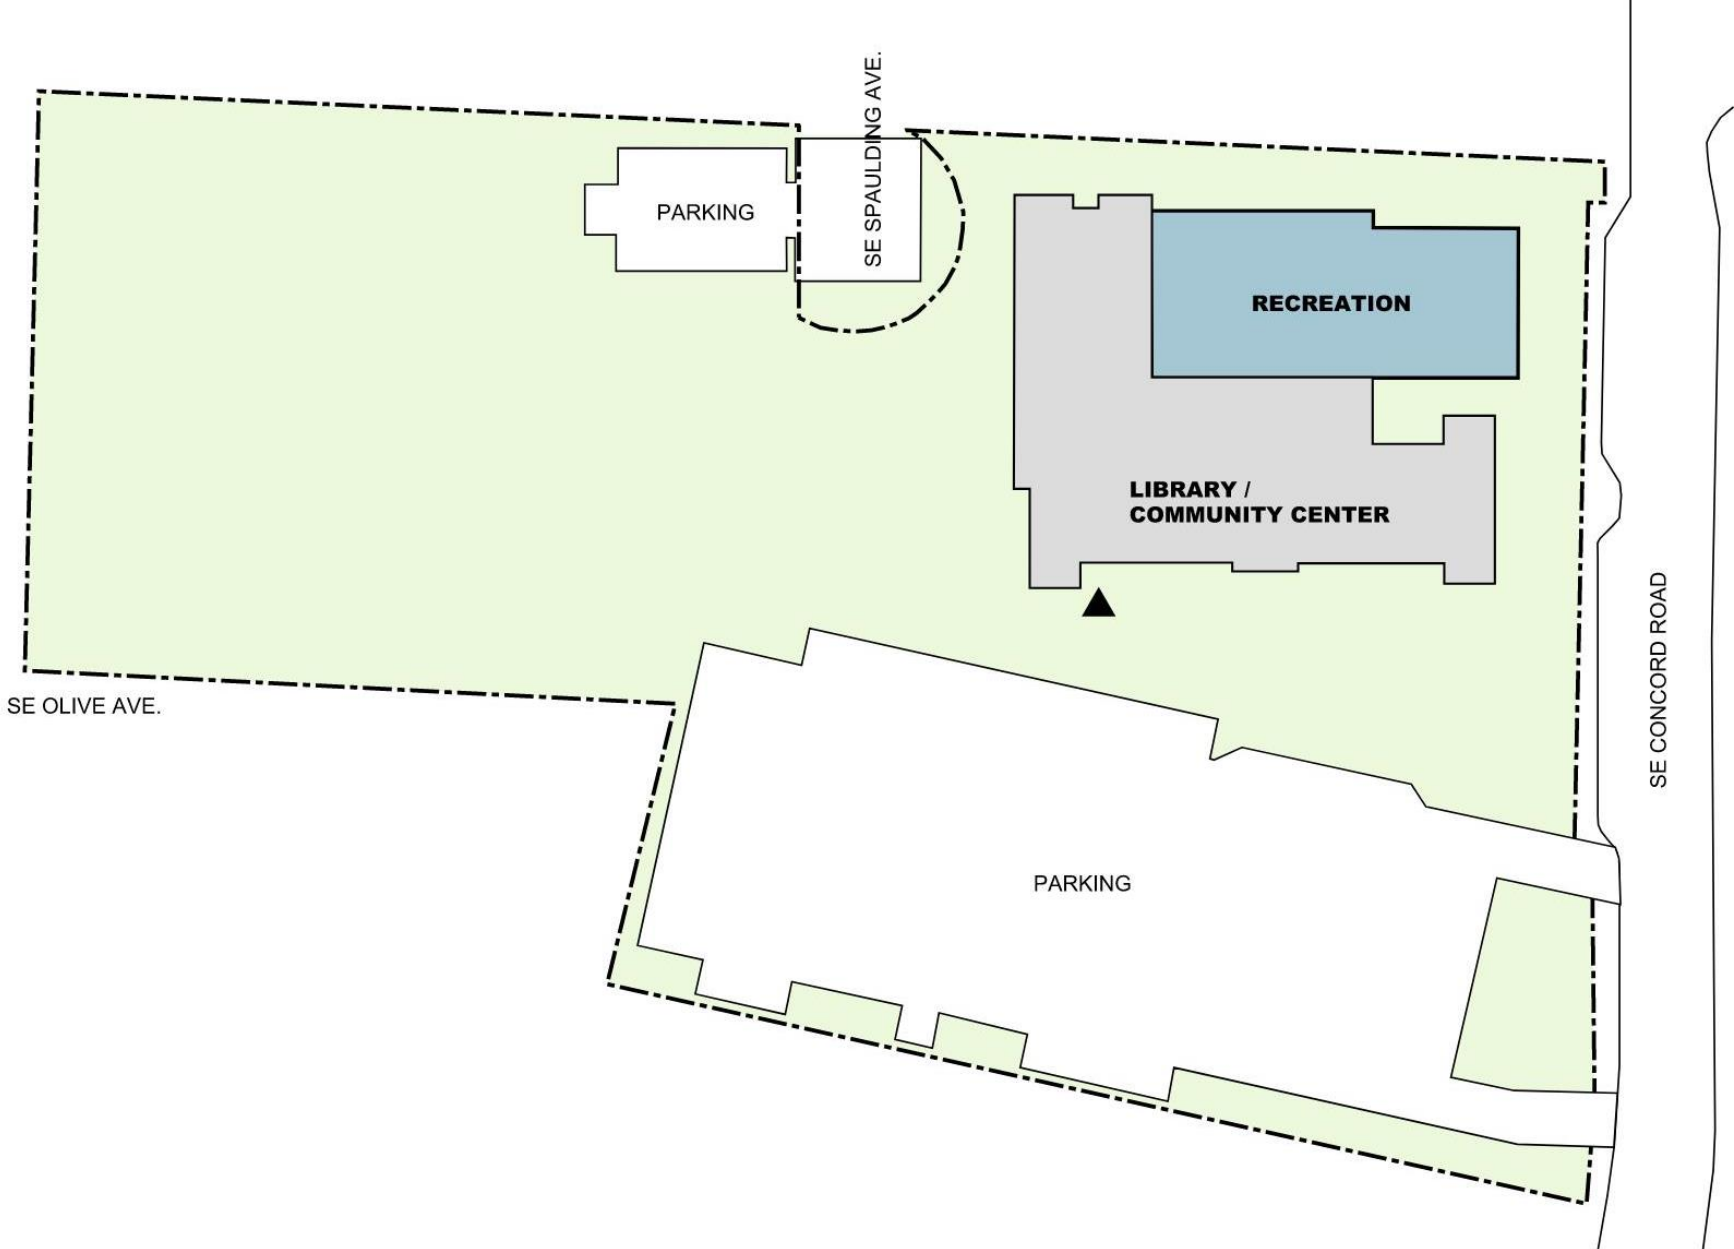 SE SPAULDING AVE.
PARKING
RECREATION
LIBRARY /
COMMUNITY CENTER
SE CONCORD ROAD
SE OLIVE AVE.
PARKING